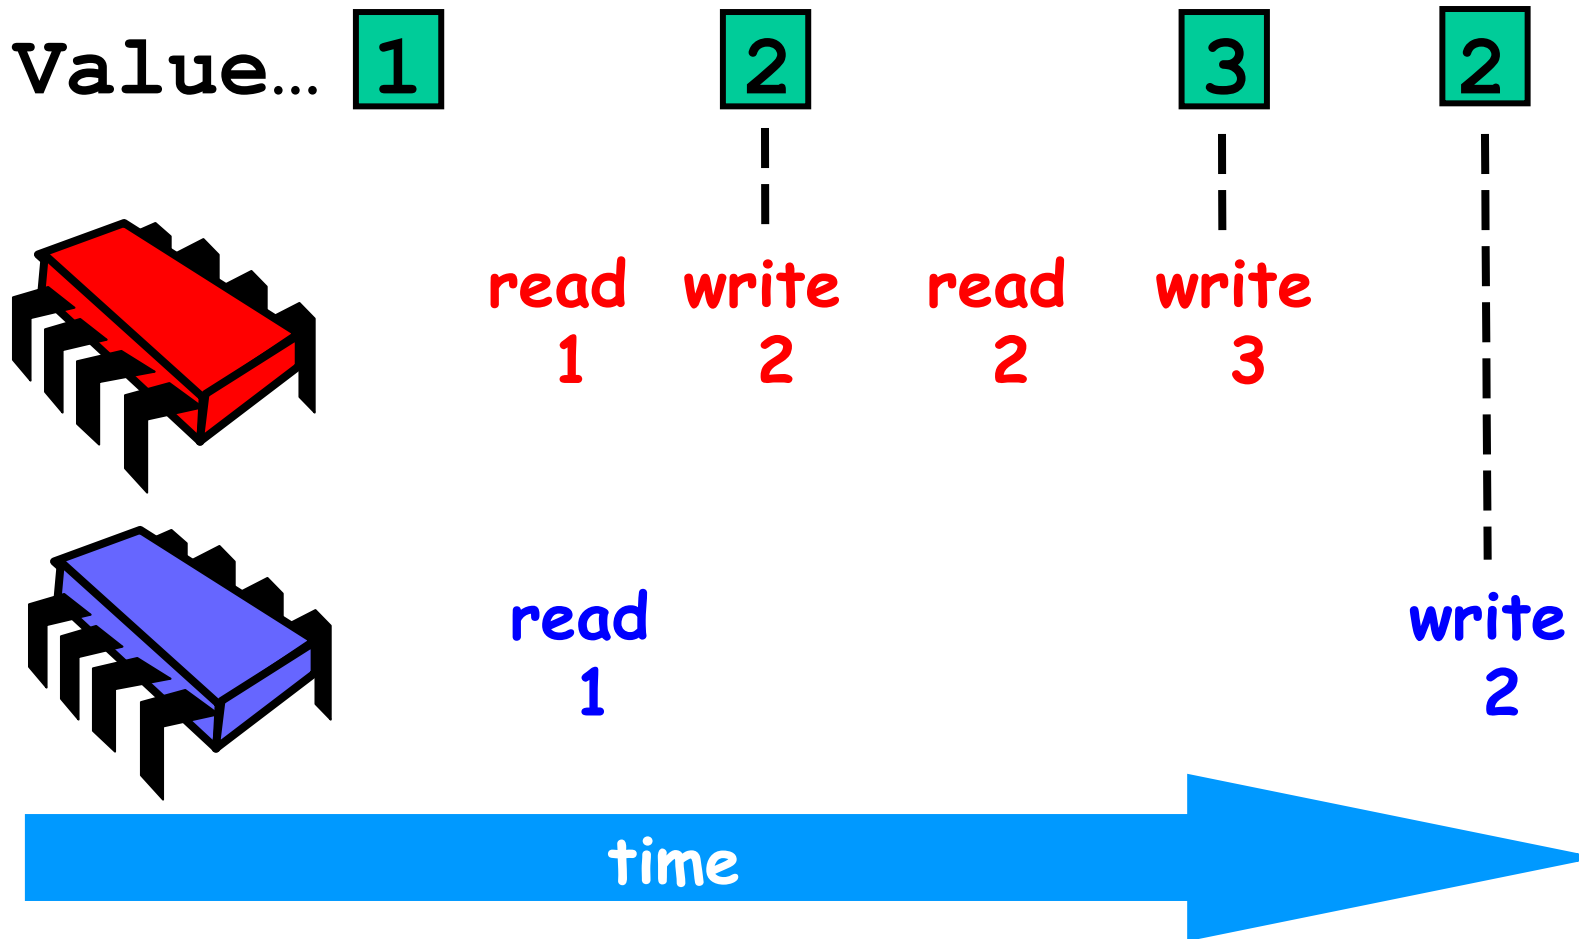 Value… 1 2 3 2
read write read write
1 2 2 3
read write
1 2
time